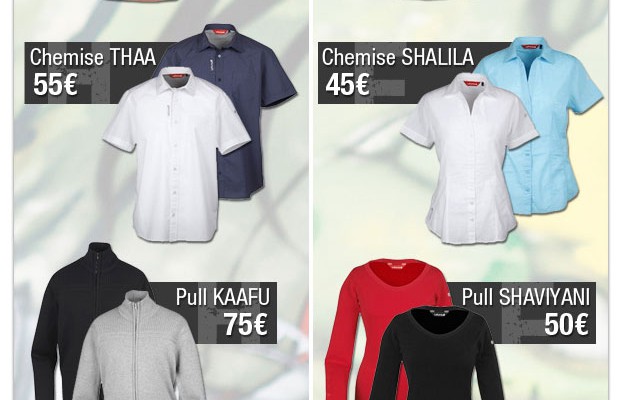 Chemise THAA
55€
Chemise SHALILA
45€
Pull KAAFU
75€
Pull SHAVIYANI
50€